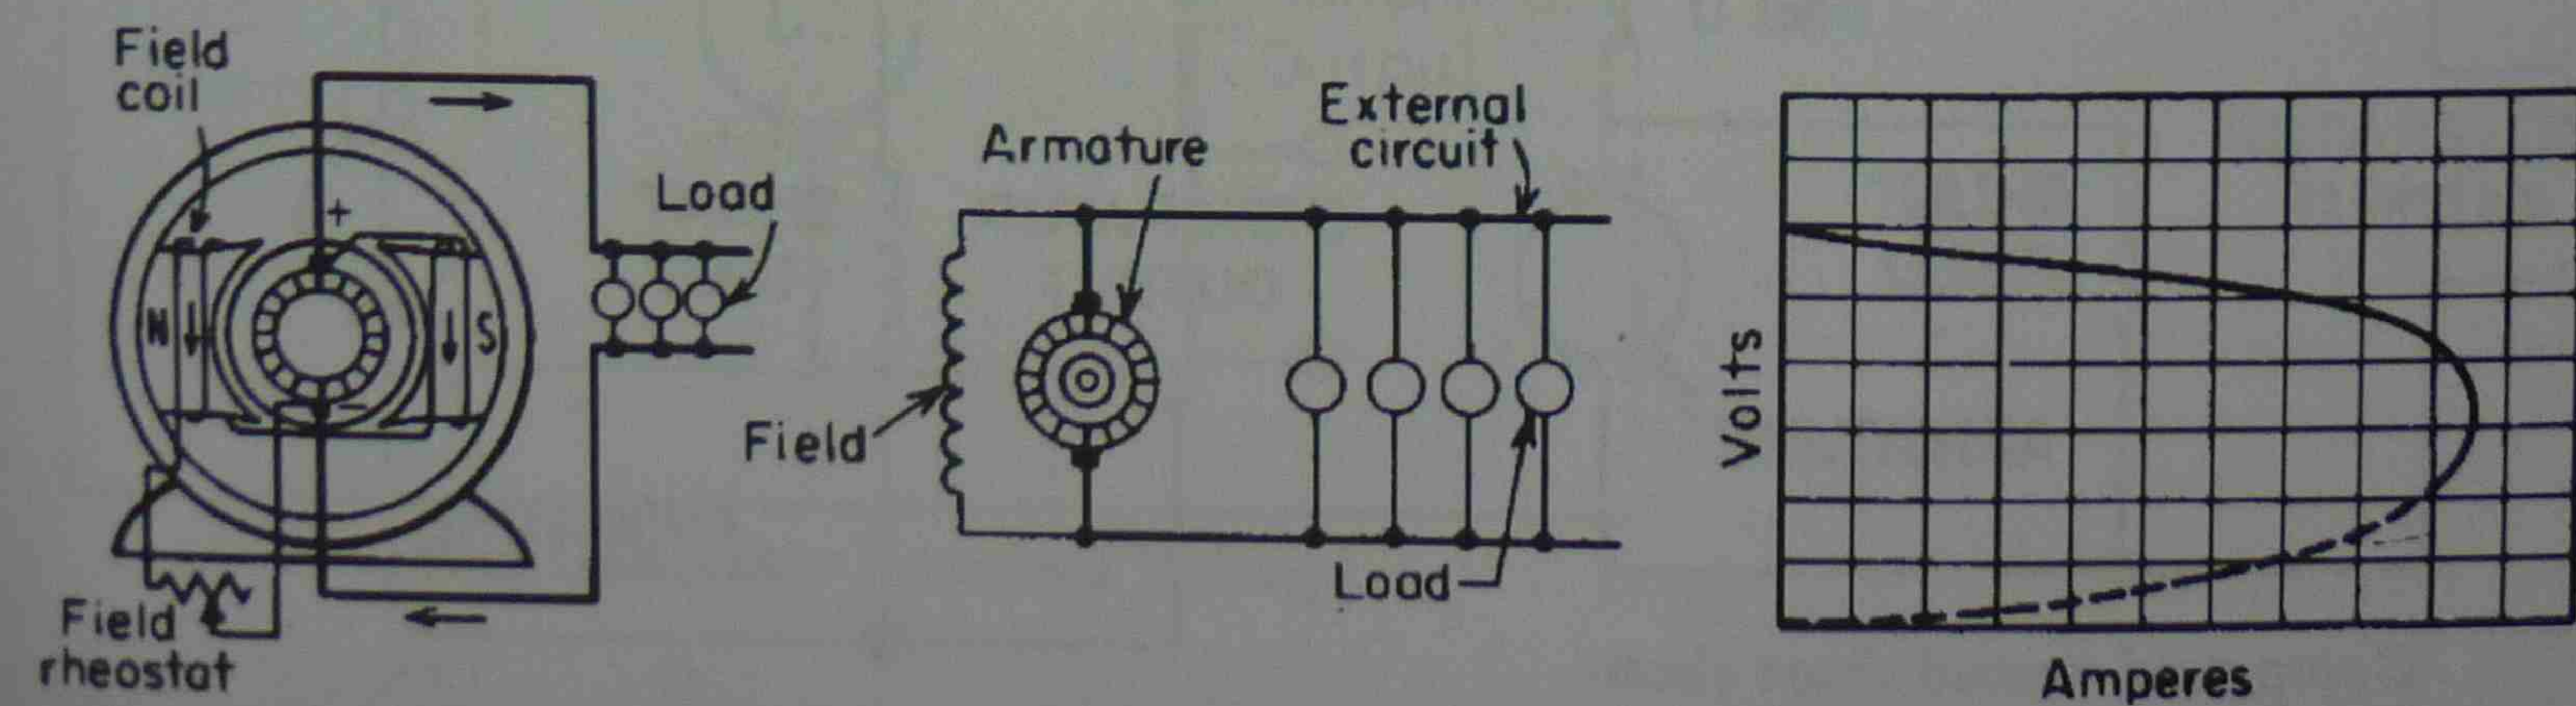 Field
coil
+
Load
N
S
−
Field
rheostat
Armature
External
circuit
Field
Load
Volts
Amperes